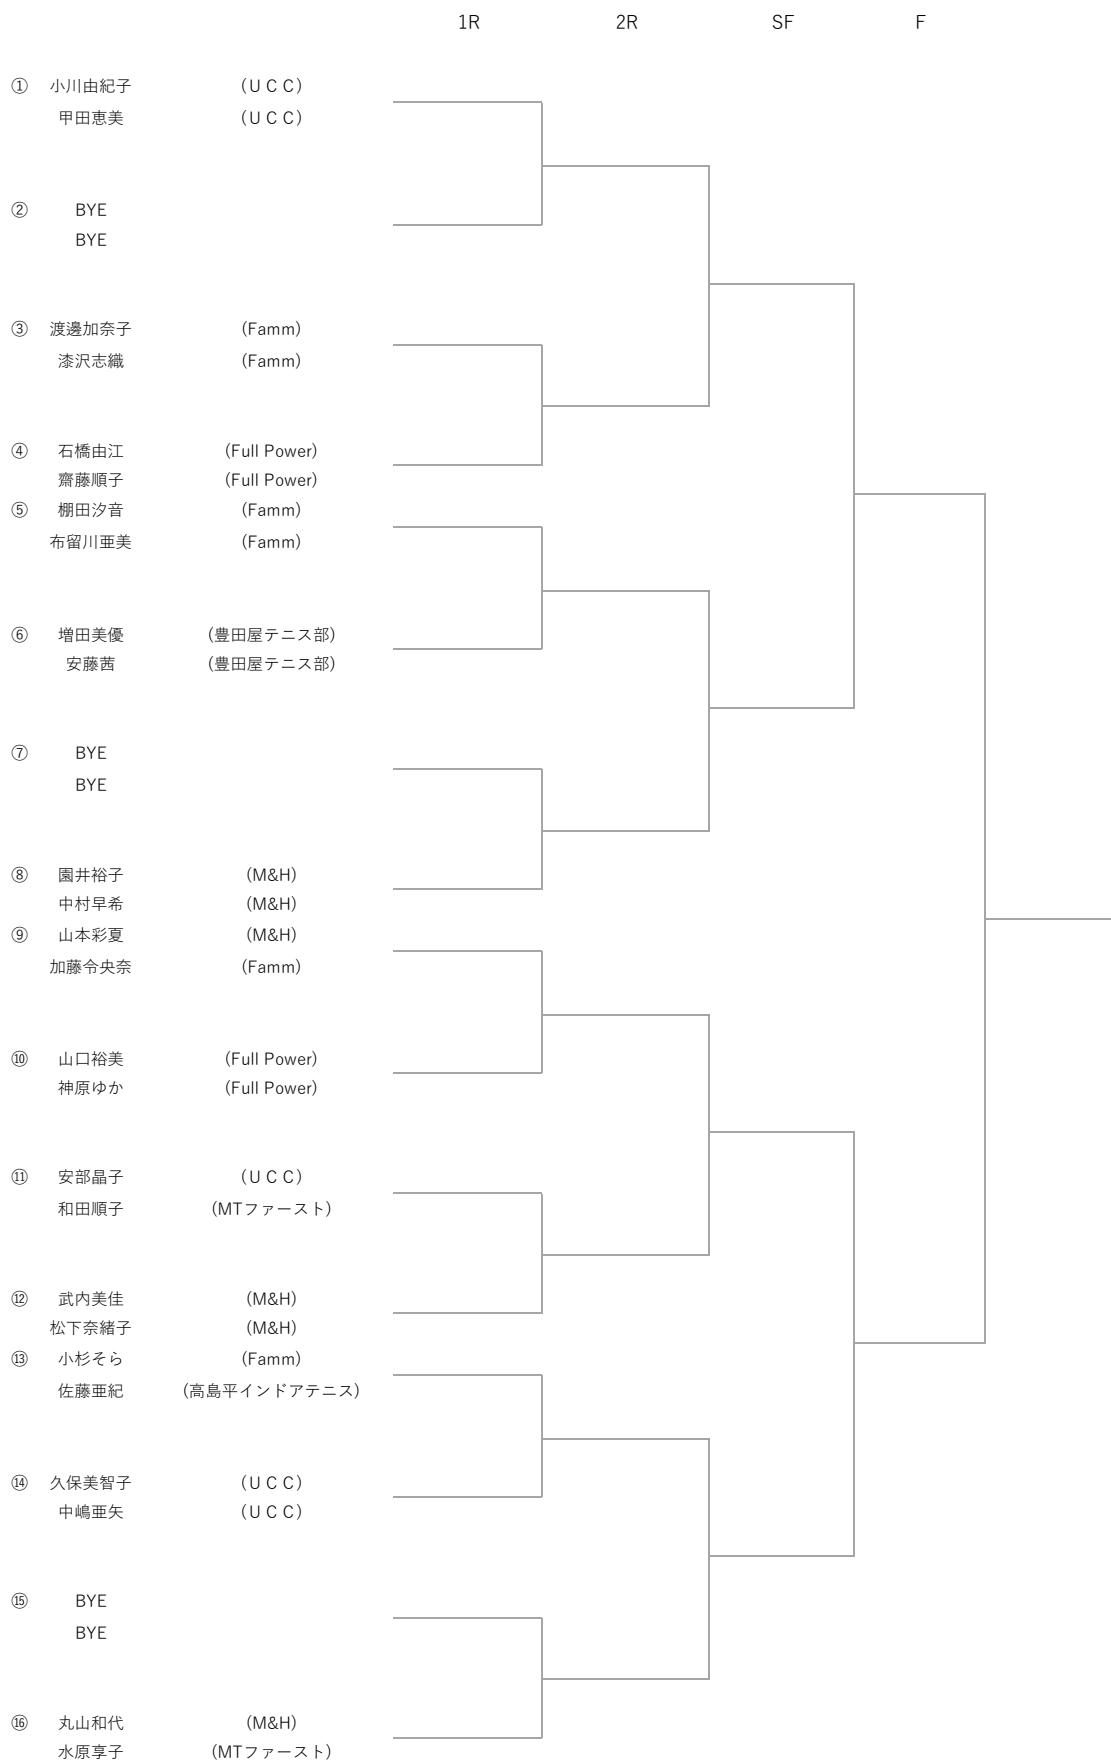 1R 2R SF F
① 小川由紀子 (ＵＣＣ)
甲田恵美 (ＵＣＣ)
② BYE
BYE
③ 渡邊加奈子 (Famm)
漆沢志織 (Famm)
④ 石橋由江 (Full Power)
齋藤順子 (Full Power)
⑤ 棚田汐音 (Famm)
布留川亜美 (Famm)
⑥ 増田美優 (豊田屋テニス部)
安藤茜 (豊田屋テニス部)
⑦ BYE
BYE
⑧ 園井裕子 (M&H)
中村早希 (M&H)
⑨ 山本彩夏 (M&H)
加藤令央奈 (Famm)
⑩ 山口裕美 (Full Power)
神原ゆか (Full Power)
⑪ 安部晶子 (ＵＣＣ)
和田順子 (MTファースト)
⑫ 武内美佳 (M&H)
松下奈緒子 (M&H)
⑬ 小杉そら (Famm)
佐藤亜紀 (高島平インドアテニス)
⑭ 久保美智子 (ＵＣＣ)
中嶋亜矢 (ＵＣＣ)
⑮ BYE
BYE
⑯ 丸山和代 (M&H)
水原享子 (MTファースト)